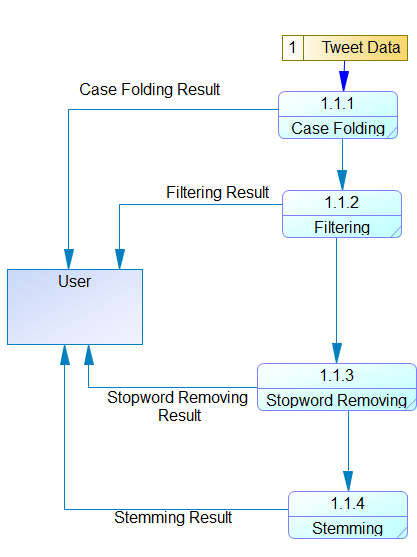 1 Tweet Data
Case Folding Result
1.1.1
Case Folding
Filtering Result
1.1.2
Filtering
User
1.1.3
Stopword Removing
Stopword Removing
Result
1.1.4
Stemming
Stemming Result